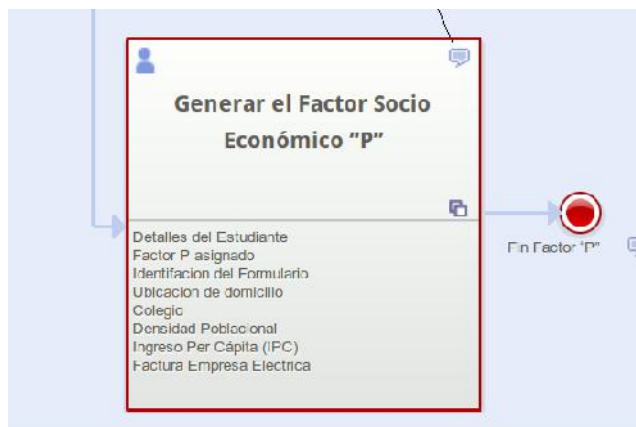 Generar el Factor Socio
Económico "P"
Detalles del Estudiante
Factor P asignado
Identifacion del Formulario
Ubicacion de domicilio
Colegio
Densidad Poblacional
Ingreso Per Cápita (IPC)
Factura Empresa Electrica
Fin Factor "P"